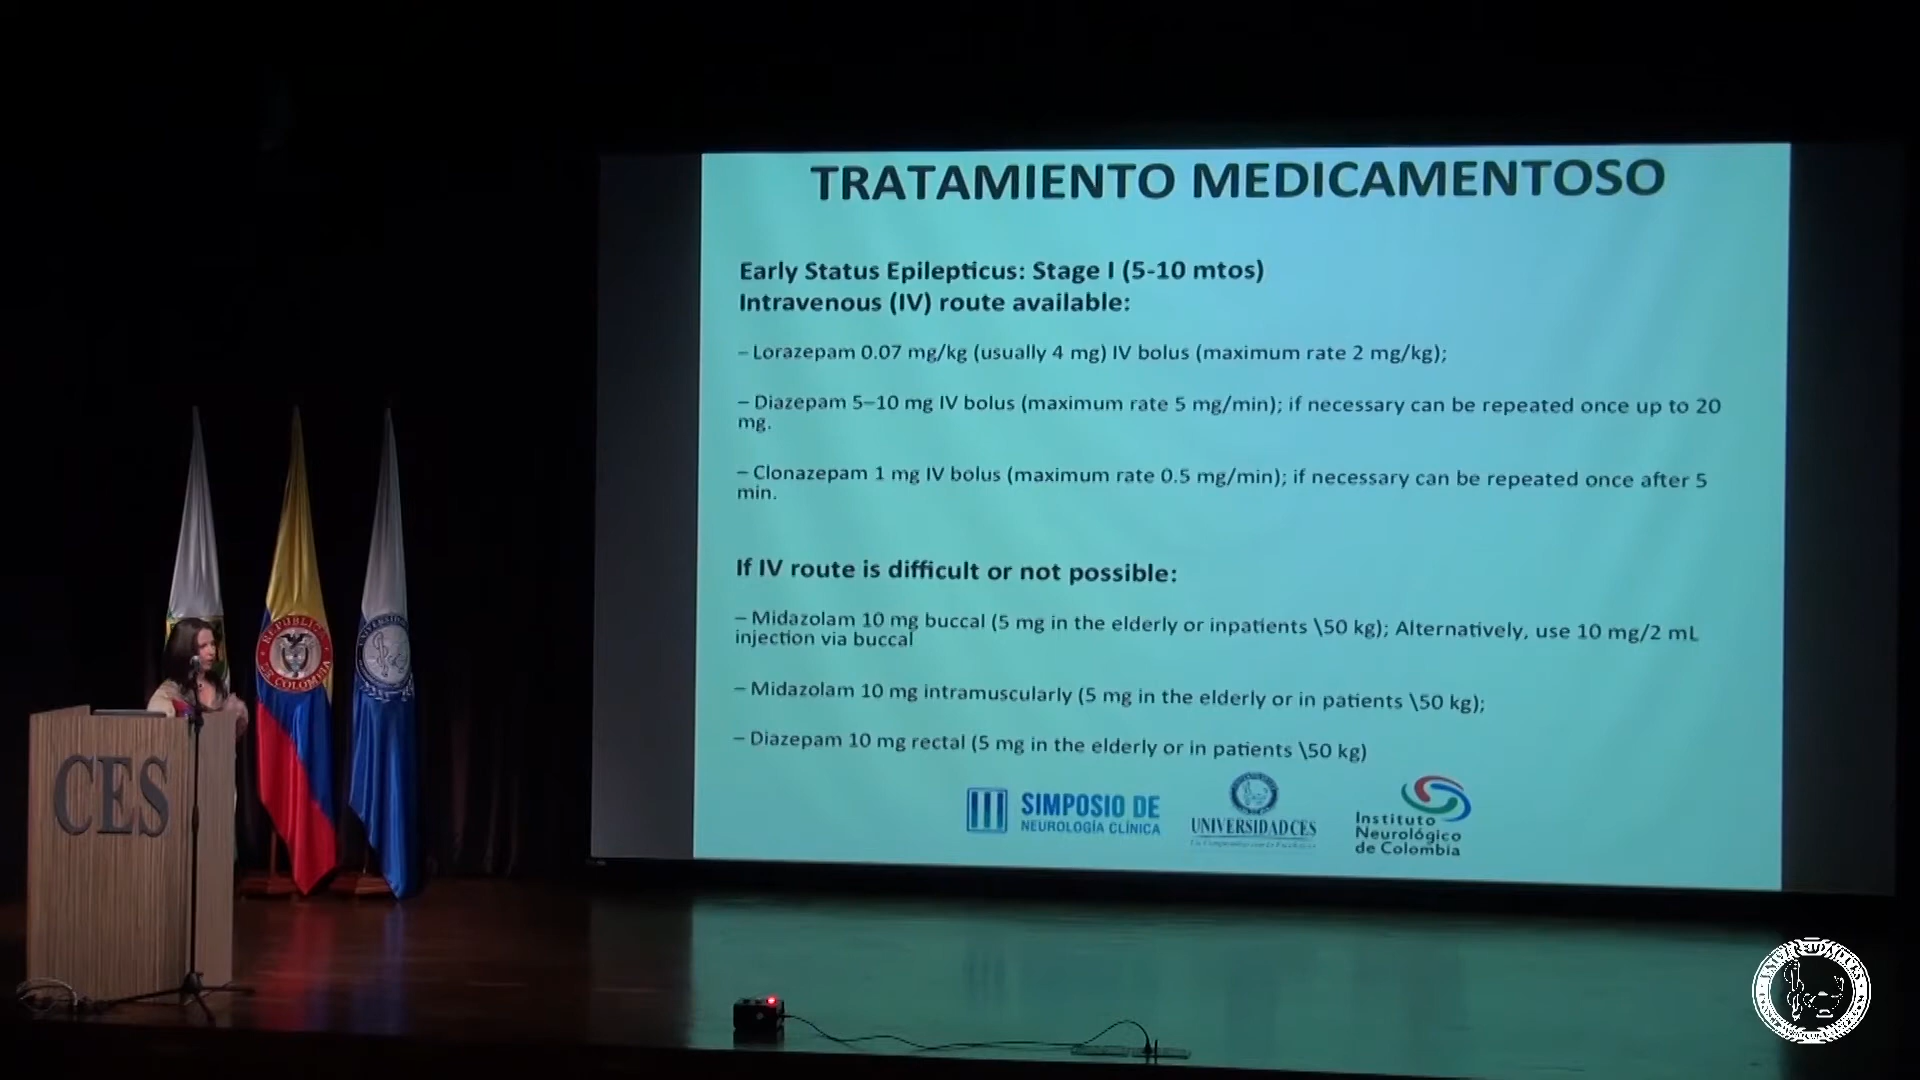 TRATAMIENTO MEDICAMENTOSO
Early Status Epilepticus: Stage I (5-10 mtos)
Intravenous (IV) route available:
– Lorazepam 0.07 mg/kg (usually 4 mg) IV bolus (maximum rate 2 mg/kg);
– Diazepam 5–10 mg IV bolus (maximum rate 5 mg/min); if necessary can be repeated once up to 20
mg.
– Clonazepam 1 mg IV bolus (maximum rate 0.5 mg/min); if necessary can be repeated once after 5
min.
If IV route is difficult or not possible:
– Midazolam 10 mg buccal (5 mg in the elderly or inpatients \50 kg); Alternatively, use 10 mg/2 mL
injection via buccal
– Midazolam 10 mg intramuscularly (5 mg in the elderly or in patients \50 kg);
– Diazepam 10 mg rectal (5 mg in the elderly or in patients \50 kg)
III SIMPOSIO DE
NEUROLOGÍA CLÍNICA
UNIVERSIDAD CES
Instituto
Neurológico
de Colombia
REPÚBLICA
DE COLOMBIA
CES